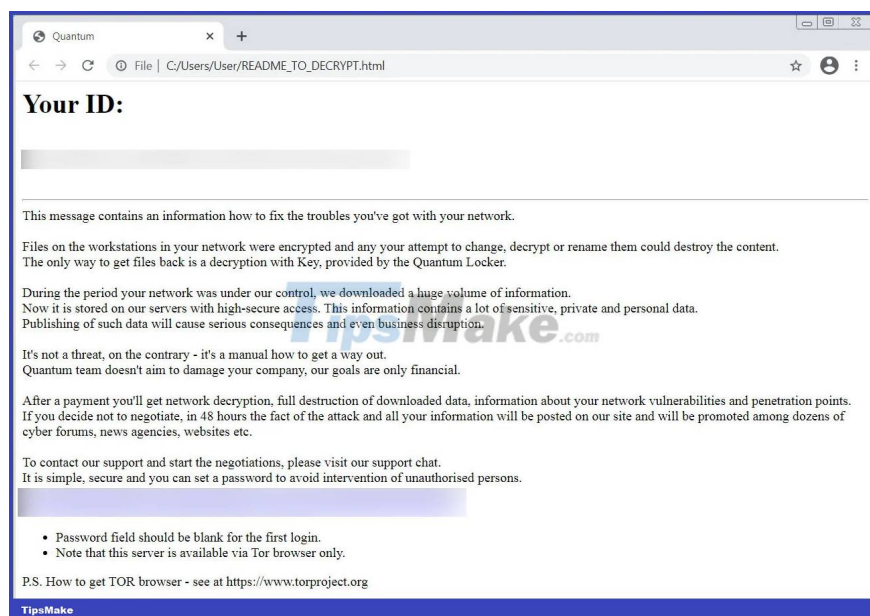 Quantum
File | C:/Users/User/README_TO_DECRYPT.html
Your ID:
This message contains an information how to fix the troubles you've got with your network.
Files on the workstations in your network were encrypted and any your attempt to change, decrypt or rename them could destroy the content.
The only way to get files back is a decryption with Key, provided by the Quantum Locker.
During the period your network was under our control, we downloaded a huge volume of information.
Now it is stored on our servers with high-secure access. This information contains a lot of sensitive, private and personal data.
Publishing of such data will cause serious consequences and even business disruption.
TipsMake.com
It's not a threat, on the contrary - it's a manual how to get a way out.
Quantum team doesn't aim to damage your company, our goals are only financial.
After a payment you'll get network decryption, full destruction of downloaded data, information about your network vulnerabilities and penetration points.
If you decide not to negotiate, in 48 hours the fact of the attack and all your information will be posted on our site and will be promoted among dozens of
cyber forums, news agencies, websites etc.
To contact our support and start the negotiations, please visit our support chat.
It is simple, secure and you can set a password to avoid intervention of unauthorised persons.
• Password field should be blank for the first login.
• Note that this server is available via Tor browser only.
P.S. How to get TOR browser - see at https://www.torproject.org
TipsMake